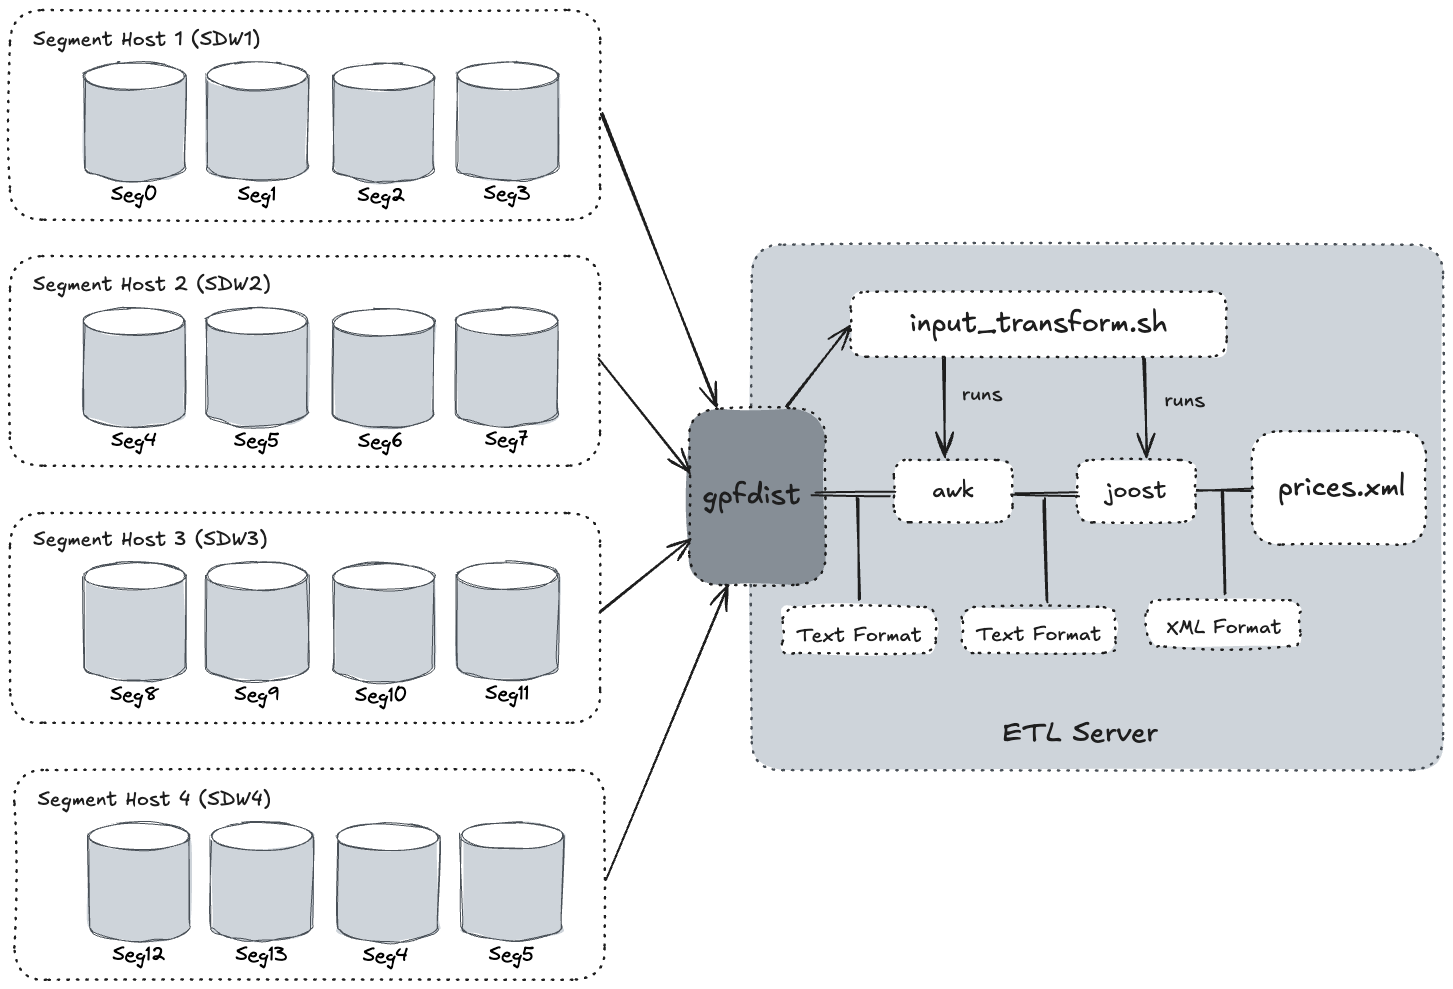 Segment Host 1 (SDW1)
Seg0
Seg1
Seg2
Seg3
Segment Host 2 (SDW2)
Seg4
Seg5
Seg6
Seg7
Segment Host 3 (SDW3)
Seg8
Seg9
Seg10
Seg11
Segment Host 4 (SDW4)
Seg12
Seg13
Seg4
Seg5
gpfdist
input_transform.sh
runs
runs
awk
joost
prices.xml
Text Format
Text Format
XML Format
ETL Server